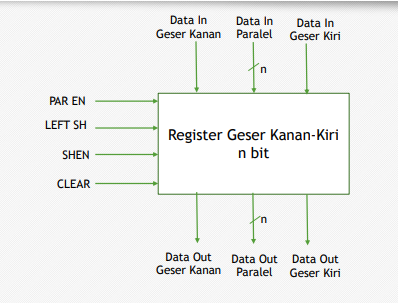 Data In
Geser Kanan
Data In
Paralel
Data In
Geser Kiri
n
PAR EN
LEFT SH
SHEN
CLEAR
Register Geser Kanan-Kiri
n bit
n
Data Out
Geser Kanan
Data Out
Paralel
Data Out
Geser Kiri